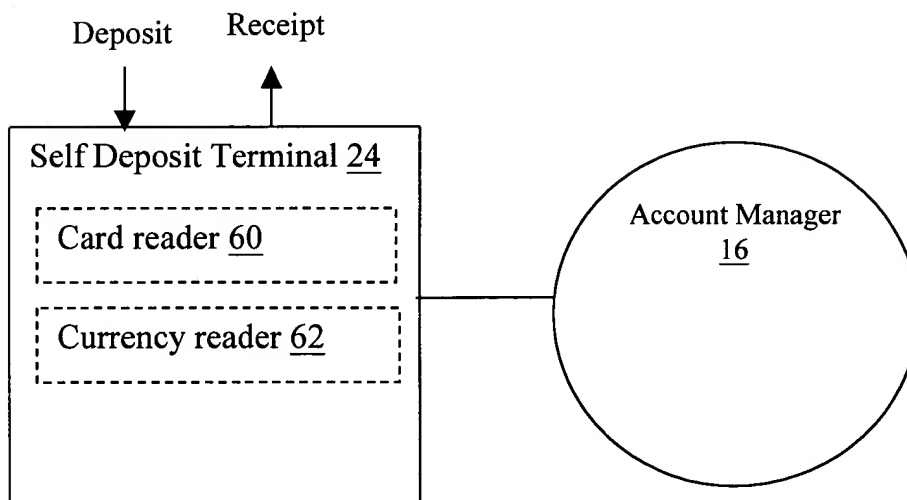 Deposit
Receipt
Self Deposit Terminal 24
Card reader 60
Currency reader 62
Account Manager
16